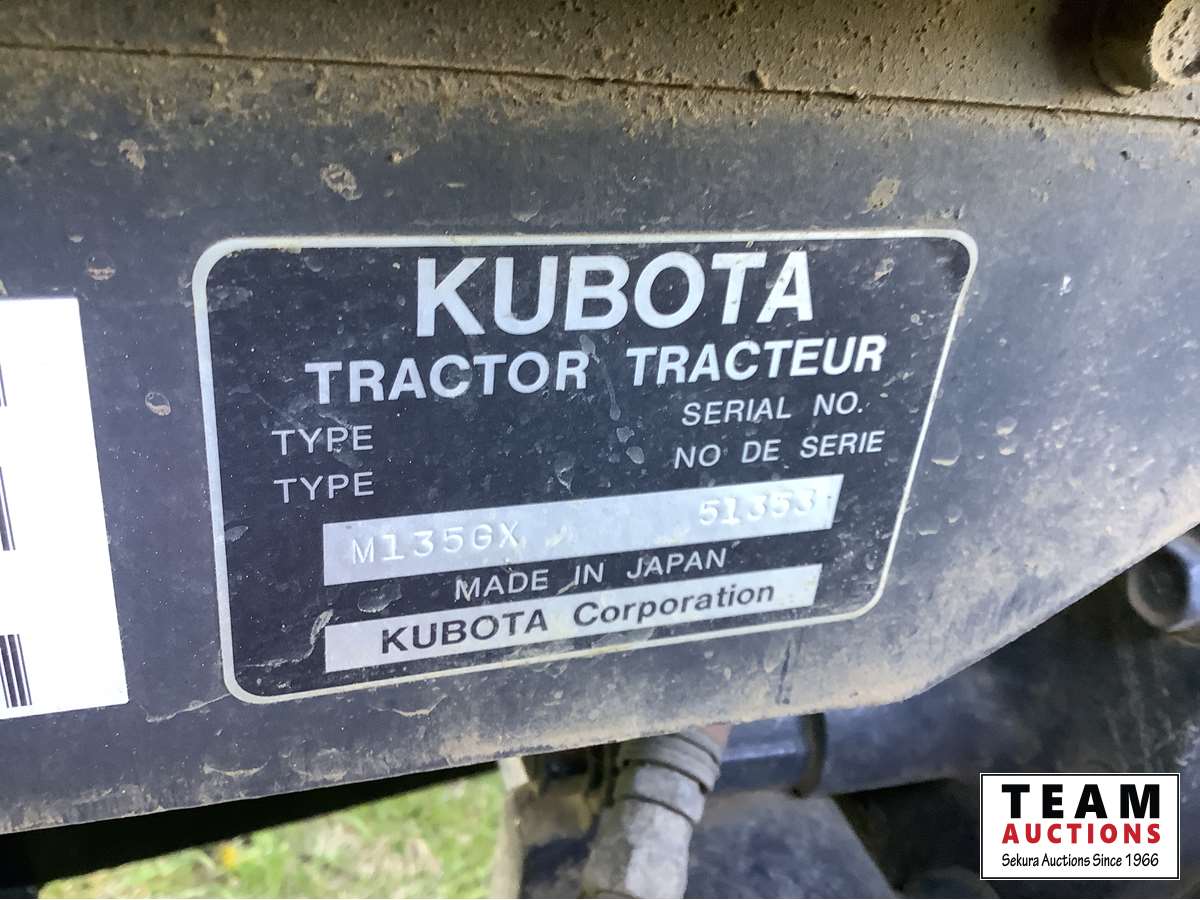 KUBOTA
TRACTOR TRACTEUR
TYPE SERIAL NO.
TYPE NO DE SERIE
M135GX 51353
MADE IN JAPAN
KUBOTA Corporation
TEAM
AUCTIONS
Sekura Auctions Since 1966